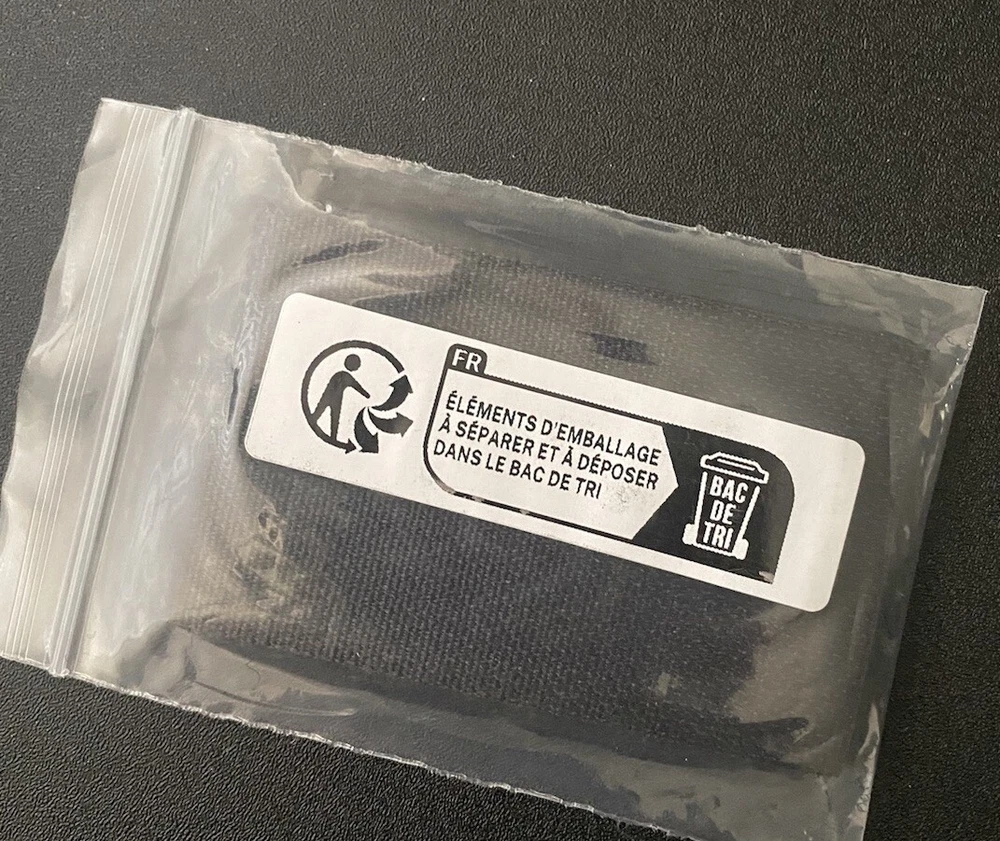 FR
ÉLÉMENTS D'EMBALLAGE
À SÉPARER ET À DÉPOSER
DANS LE BAC DE TRI
BAC
DE
TRI